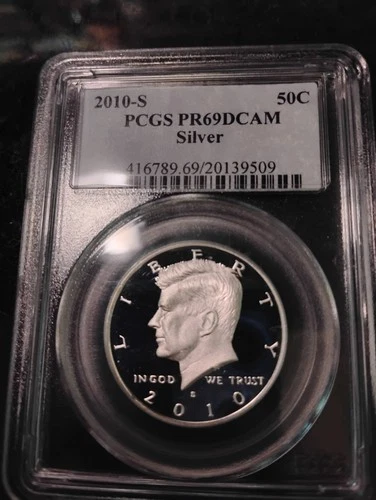 2010-S 50C
PCGS PR69DCAM
Silver
416789.69/20139509
LIBERTY
IN GOD WE TRUST
S
2010